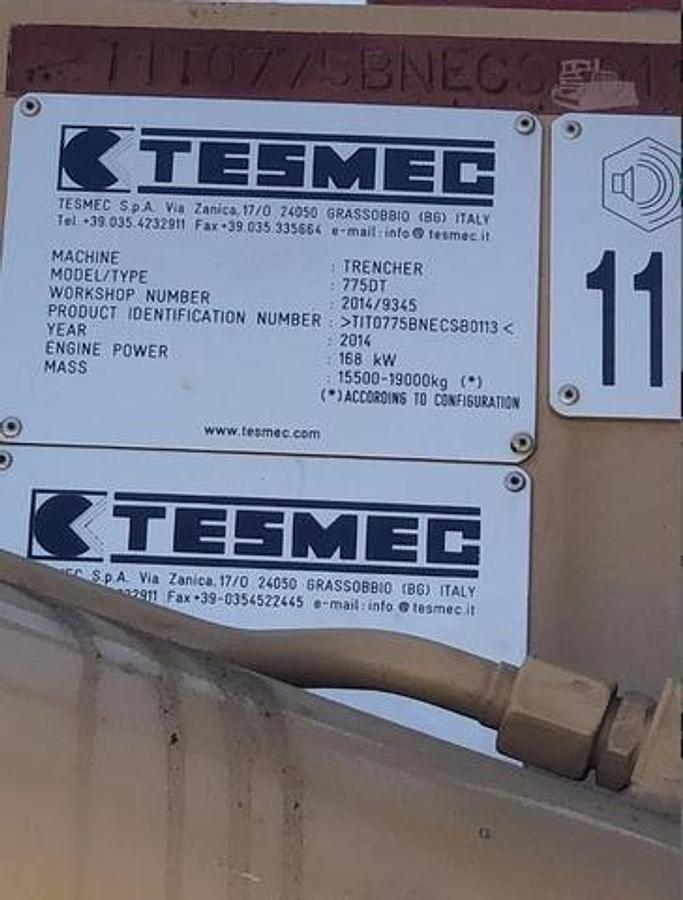 TIT0775BNECS
TESMEC
TESMEC S.p.A. Via Zanica,17/O 24050 GRASSOBBIO (BG) ITALY
Tel.+39.035.4232911 Fax+39.035.335664 e-mail:info@tesmec.it
MACHINE : TRENCHER
MODEL/TYPE : 775DT
WORKSHOP NUMBER : 2014/9345
PRODUCT IDENTIFICATION NUMBER : >TIT0775BNECSB0113<
YEAR : 2014
ENGINE POWER : 168 kW
MASS : 15500-19000kg (*)
(*)ACCORDING TO CONFIGURATION
www.tesmec.com
11
TESMEC
S.p.A. Via Zanica,17/O 24050 GRASSOBBIO (BG) ITALY
2911 Fax+39-0354522445 e-mail:info@tesmec.it